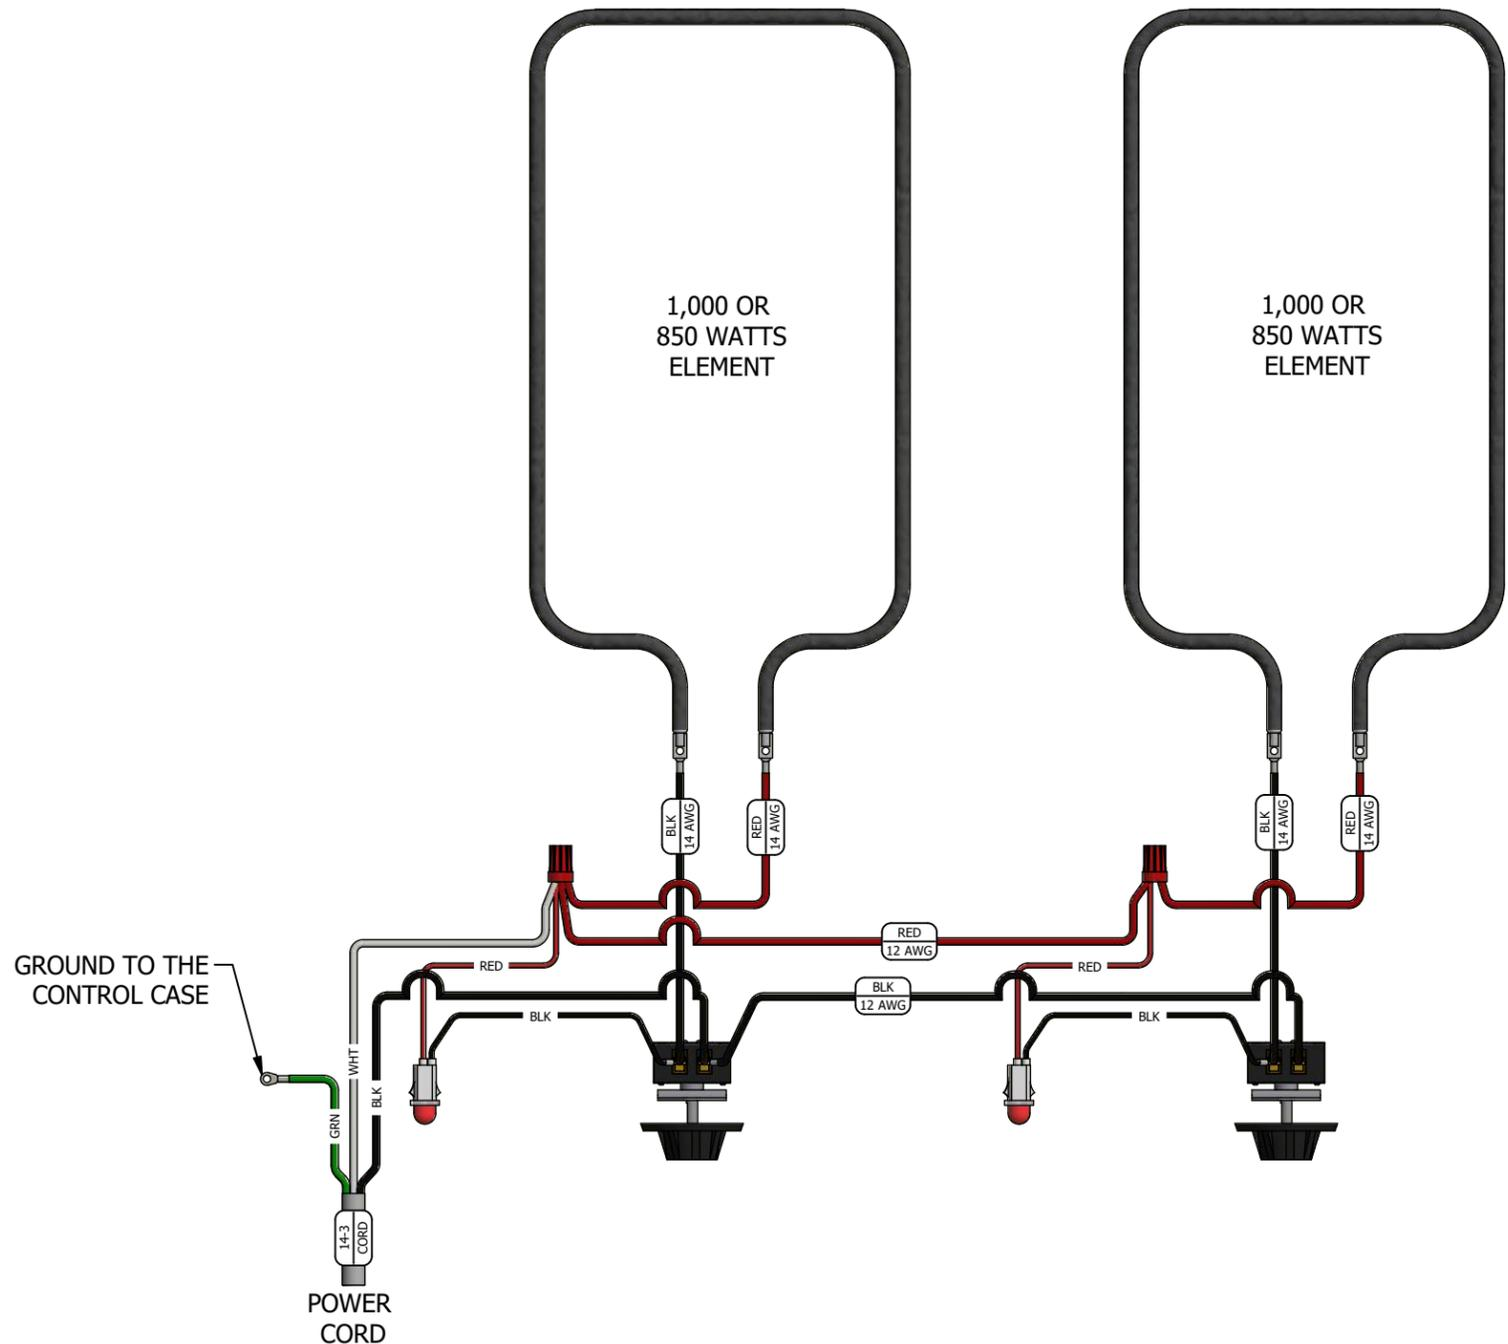 1,000 OR
850 WATTS
ELEMENT
1,000 OR
850 WATTS
ELEMENT
BLK
14 AWG
RED
14 AWG
BLK
14 AWG
RED
14 AWG
RED
12 AWG
RED
RED
GROUND TO THE
CONTROL CASE
BLK
12 AWG
BLK
BLK
WHT
BLK
GRN
14-3
CORD
POWER
CORD